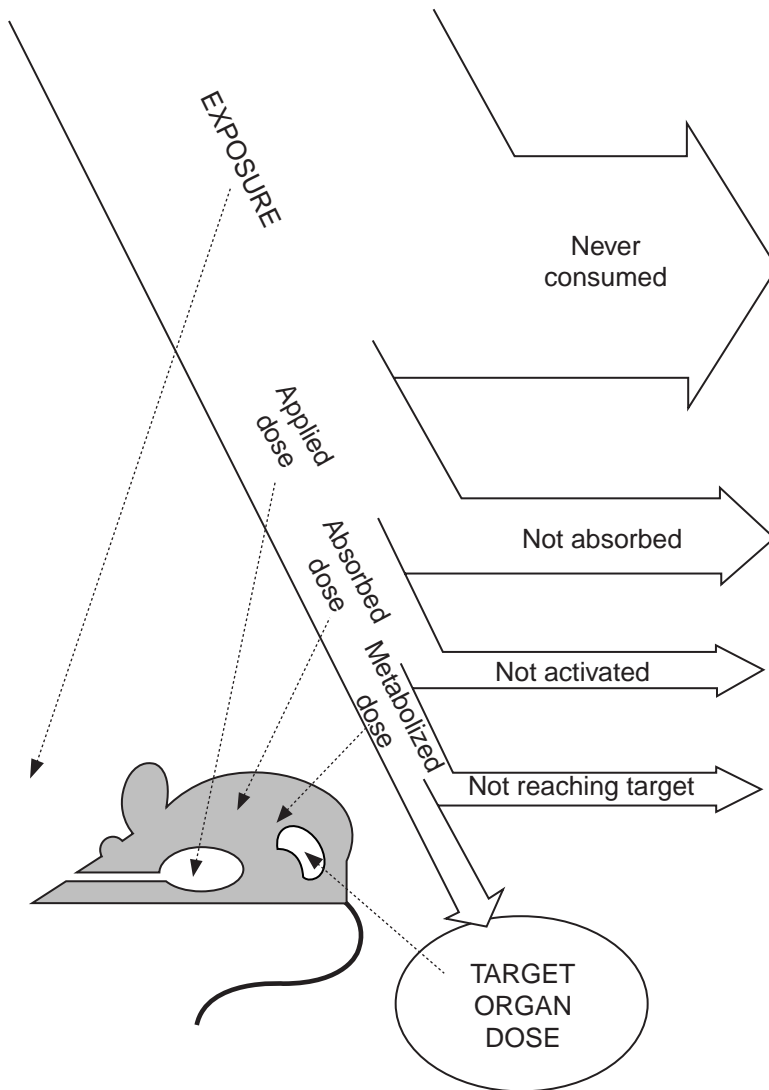 EXPOSURE
Never
consumed
Applied
dose
Not absorbed
Absorbed
dose
Not activated
Metabolized
dose
Not reaching target
TARGET
ORGAN
DOSE